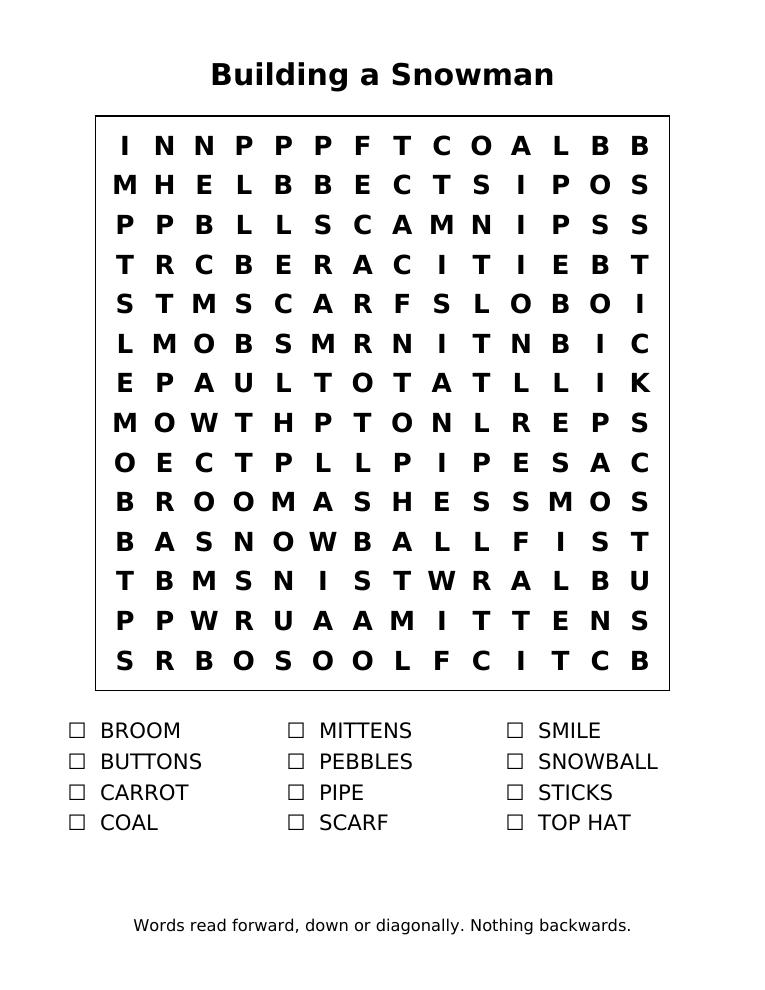 Building a Snowman
I N N P P P F T C O A L B B
M H E L B B E C T S I P O S
P P B L L S C A M N I P S S
T R C B E R A C I T I E B T
S T M S C A R F S L O B O I
L M O B S M R N I T N B I C
E P A U L T O T A T L L I K
M O W T H P T O N L R E P S
O E C T P L L P I P E S A C
B R O O M A S H E S S M O S
B A S N O W B A L L F I S T
T B M S N I S T W R A L B U
P P W R U A A M I T T E N S
S R B O S O O L F C I T C B
☐ BROOM ☐ MITTENS ☐ SMILE
☐ BUTTONS ☐ PEBBLES ☐ SNOWBALL
☐ CARROT ☐ PIPE ☐ STICKS
☐ COAL ☐ SCARF ☐ TOP HAT
Words read forward, down or diagonally. Nothing backwards.